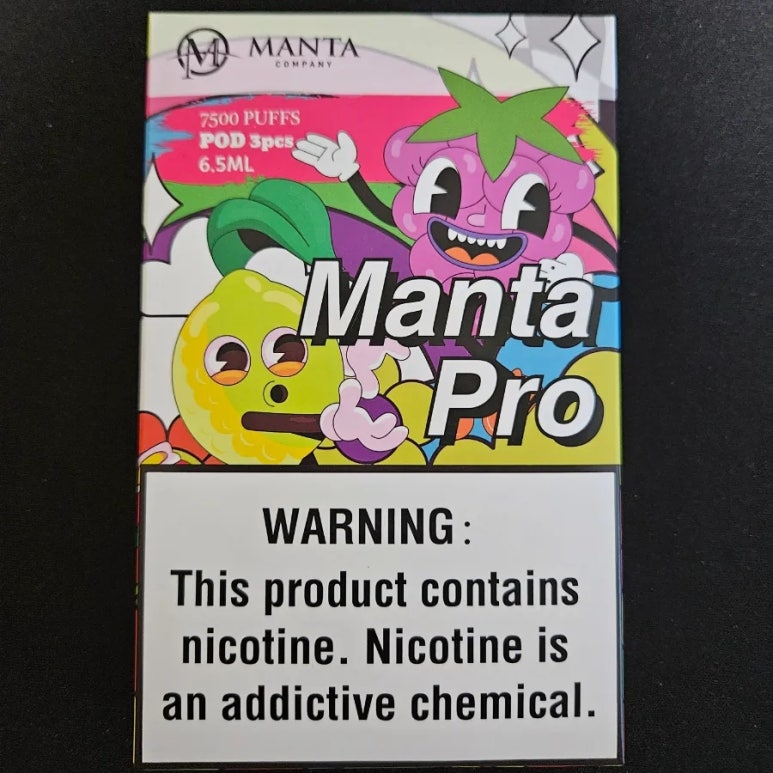 MANTA
COMPANY
7500 PUFFS
POD 3pcs
6.5ML
Manta
Pro
WARNING:
This product contains
nicotine. Nicotine is
an addictive chemical.